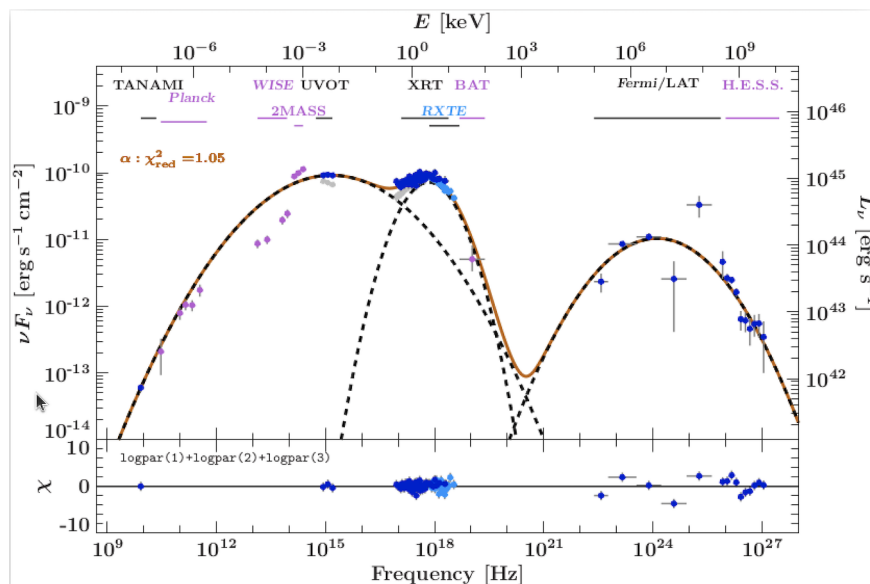 E [keV]
10^-6 10^-3 10^0 10^3 10^6 10^9
TANAMI WISE UVOT XRT BAT Fermi/LAT H.E.S.S.
Planck 2MASS RXTE
α : χ²red = 1.05
νFν [erg s^-1 cm^-2]
10^-9
10^-10
10^-11
10^-12
10^-13
10^-14
10^46
10^45
10^44
10^43
10^42
Lν [erg s^-1]
logpar(1)+logpar(2)+logpar(3)
χ
10
0
-10
10^9 10^12 10^15 10^18 10^21 10^24 10^27
Frequency [Hz]